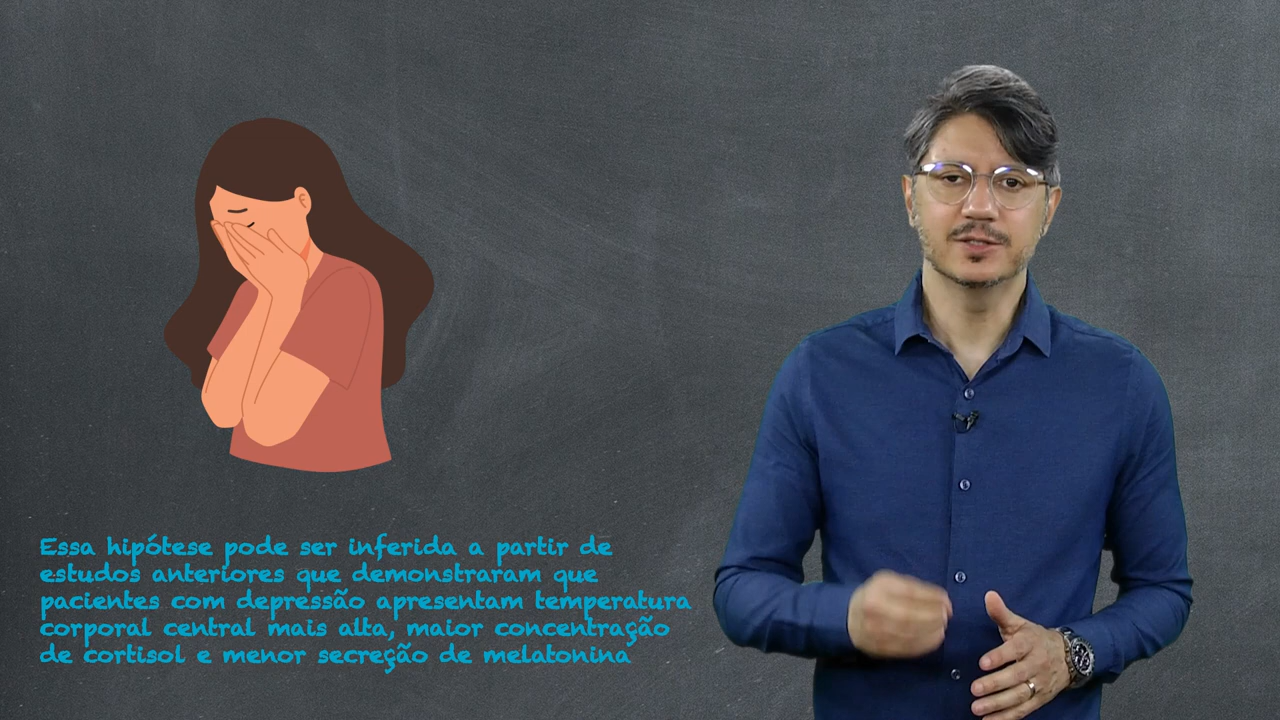 Essa hipótese pode ser inferida a partir de
estudos anteriores que demonstraram que
pacientes com depressão apresentam temperatura
corporal central mais alta, maior concentração
de cortisol e menor secreção de melatonina